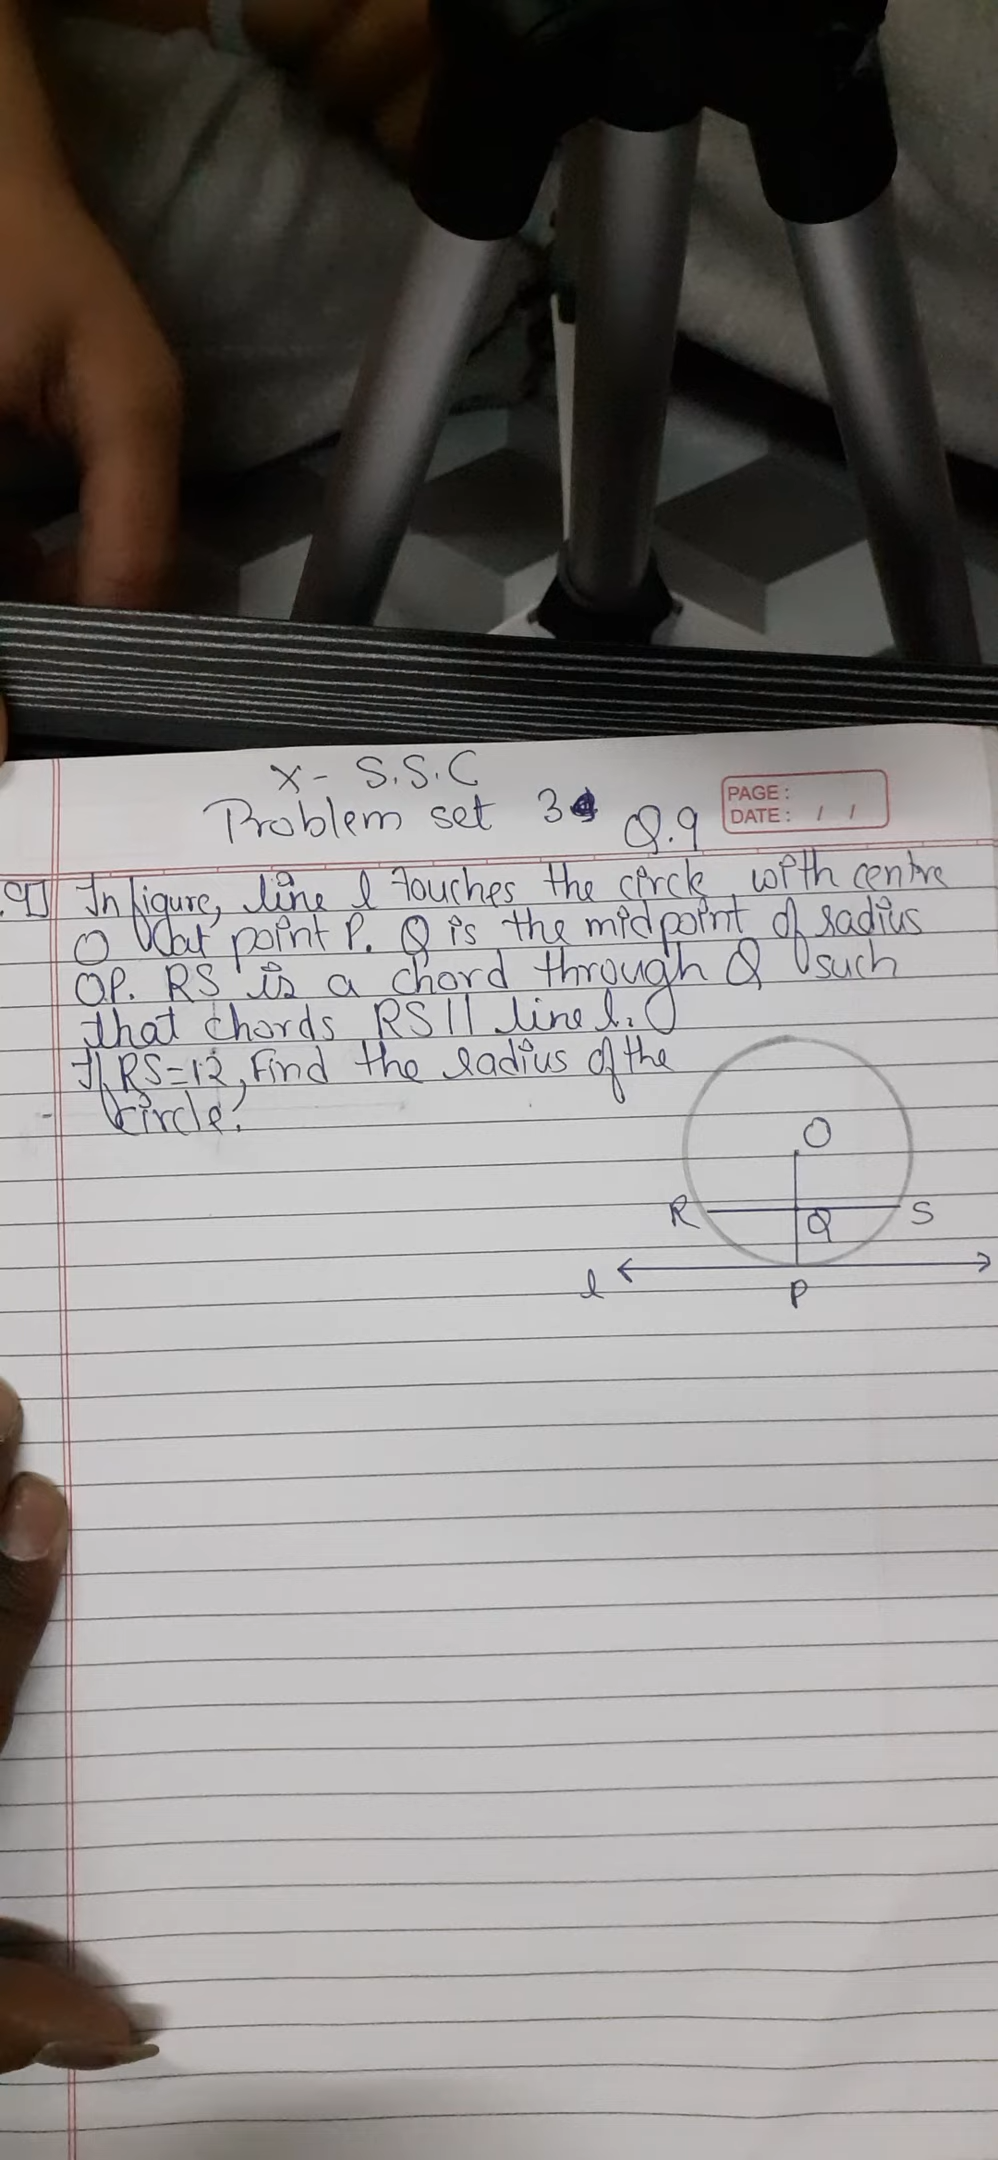 X- S.S.C
Problem set 3 Q.9
PAGE:
DATE: / /
9] In figure, line l touches the circle with centre
O at point P. Q is the midpoint of radius
OP. RS is a chord through Q such
that chords RS || line l.
If RS=12, Find the radius of the
circle.
O
R Q S
l
P